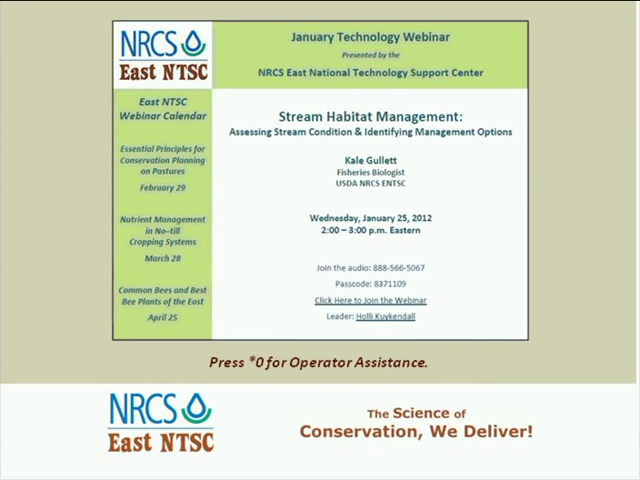 NRCS
East NTSC
January Technology Webinar
Presented by the
NRCS East National Technology Support Center
East NTSC
Webinar Calendar
Essential Principles for
Conservation Planning
on Pastures
February 29
Nutrient Management
in No–till
Cropping Systems
March 28
Common Bees and Best
Bee Plants of the East
April 25
Stream Habitat Management:
Assessing Stream Condition & Identifying Management Options
Kale Gullett
Fisheries Biologist
USDA NRCS ENTSC
Wednesday, January 25, 2012
2:00 – 3:00 p.m. Eastern
Join the audio: 888-566-5067
Passcode: 8371109
Click Here to Join the Webinar
Leader: Holli Kuykendall
Press *0 for Operator Assistance.
NRCS
East NTSC
The Science of
Conservation, We Deliver!